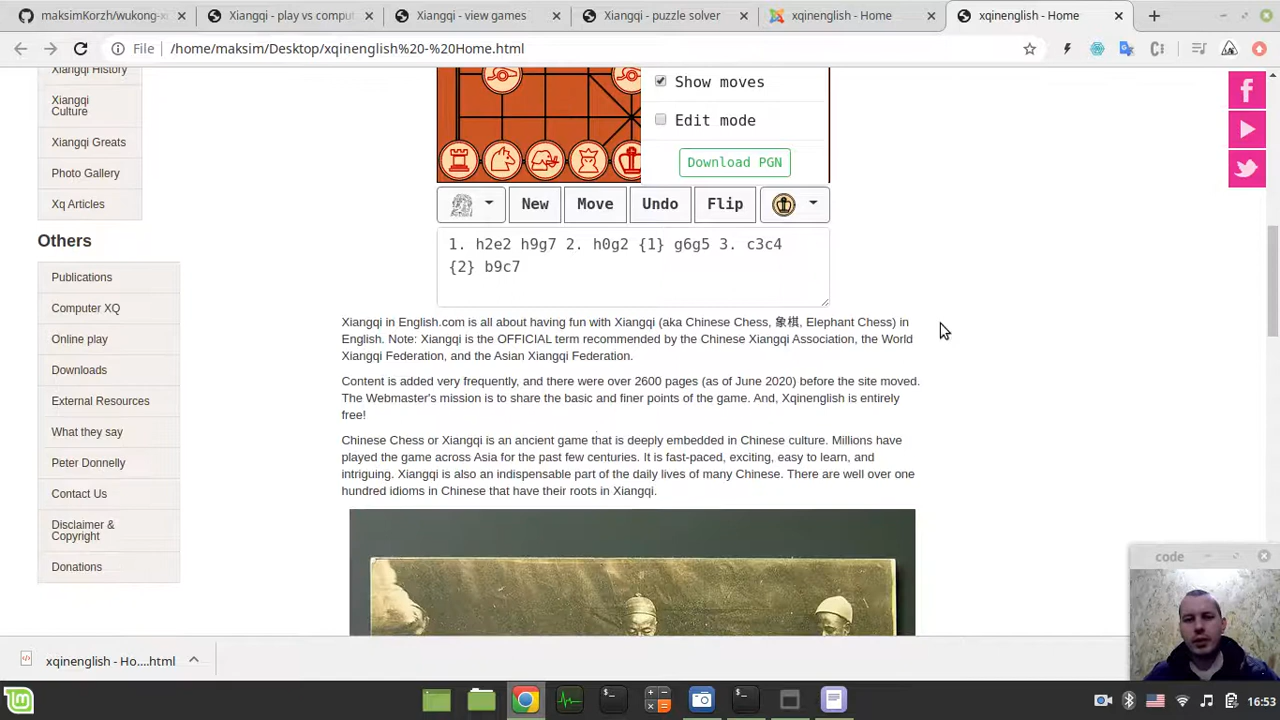 maksimKorzh/wukong-x
Xiangqi - play vs comput
Xiangqi - view games
Xiangqi - puzzle solver
xqinenglish - Home
xqinenglish - Home
File
/home/maksim/Desktop/xqinenglish%20-%20Home.html
Xiangqi History
Xiangqi
Culture
Xiangqi Greats
Photo Gallery
Xq Articles
Others
Publications
Computer XQ
Online play
Downloads
External Resources
What they say
Peter Donnelly
Contact Us
Disclaimer &
Copyright
Donations
Show moves
Edit mode
Download PGN
New Move Undo Flip
1. h2e2 h9g7 2. h0g2 {1} g6g5 3. c3c4
{2} b9c7
Xiangqi in English.com is all about having fun with Xiangqi (aka Chinese Chess, 象棋, Elephant Chess) in
English. Note: Xiangqi is the OFFICIAL term recommended by the Chinese Xiangqi Association, the World
Xiangqi Federation, and the Asian Xiangqi Federation.
Content is added very frequently, and there were over 2600 pages (as of June 2020) before the site moved.
The Webmaster's mission is to share the basic and finer points of the game. And, Xqinenglish is entirely
free!
Chinese Chess or Xiangqi is an ancient game that is deeply embedded in Chinese culture. Millions have
played the game across Asia for the past few centuries. It is fast-paced, exciting, easy to learn, and
intriguing. Xiangqi is also an indispensable part of the daily lives of many Chinese. There are well over one
hundred idioms in Chinese that have their roots in Xiangqi.
code
xqinenglish - Ho....html
16:53